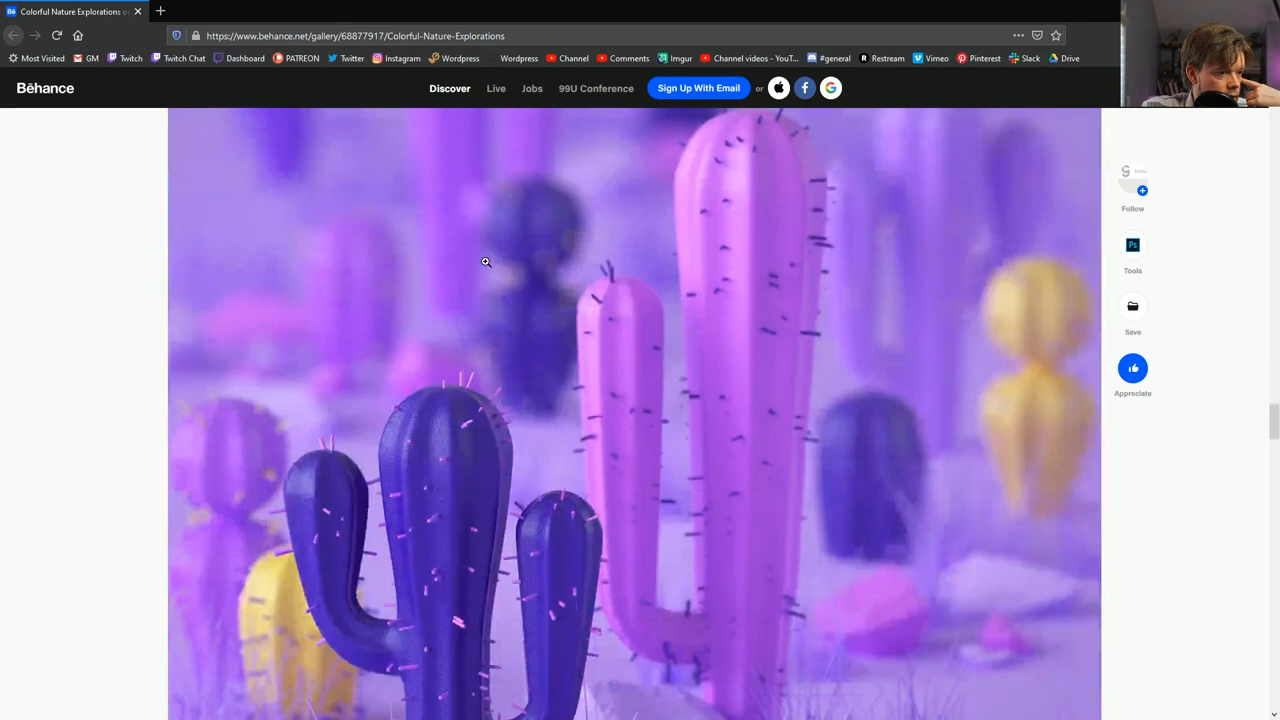 Bē Colorful Nature Explorations o
https://www.behance.net/gallery/68877917/Colorful-Nature-Explorations
Most Visited GM Twitch Twitch Chat Dashboard PATREON Twitter Instagram Wordpress Wordpress Channel Comments Imgur Channel videos - YouT... #general Restream Vimeo Pinterest Slack Drive
Bēhance Discover Live Jobs 99U Conference Sign Up With Email or
Follow
Ps
Tools
Save
Appreciate